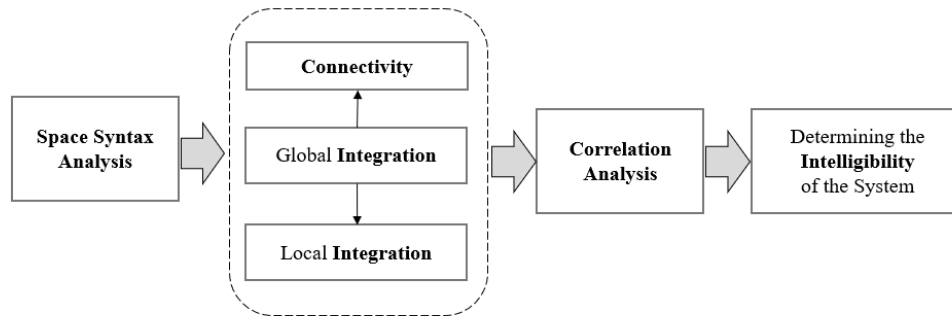 Space Syntax
Analysis
Connectivity
Global Integration
Local Integration
Correlation
Analysis
Determining the
Intelligibility
of the System